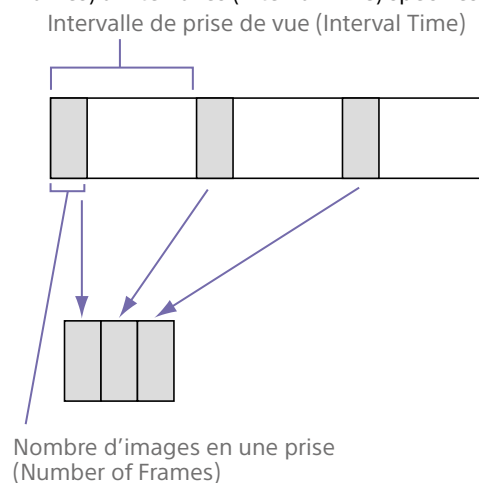 Intervalle de prise de vue (Interval Time)
Nombre d’images en une prise
(Number of Frames)